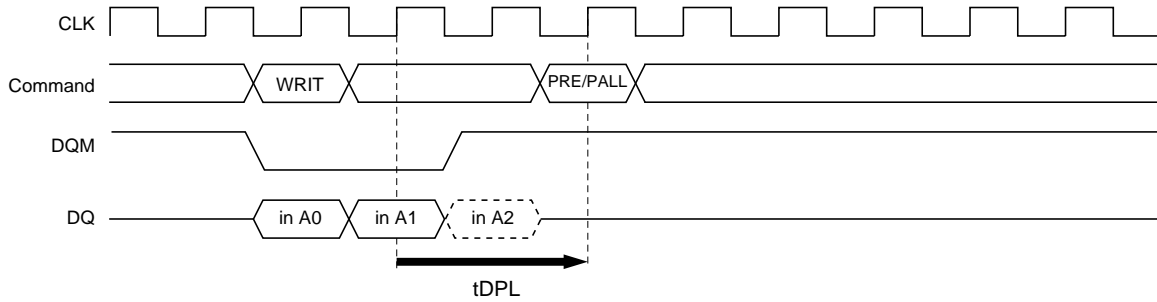 CLK
Command
WRIT
PRE/PALL
DQM
DQ
in A0
in A1
in A2
tDPL